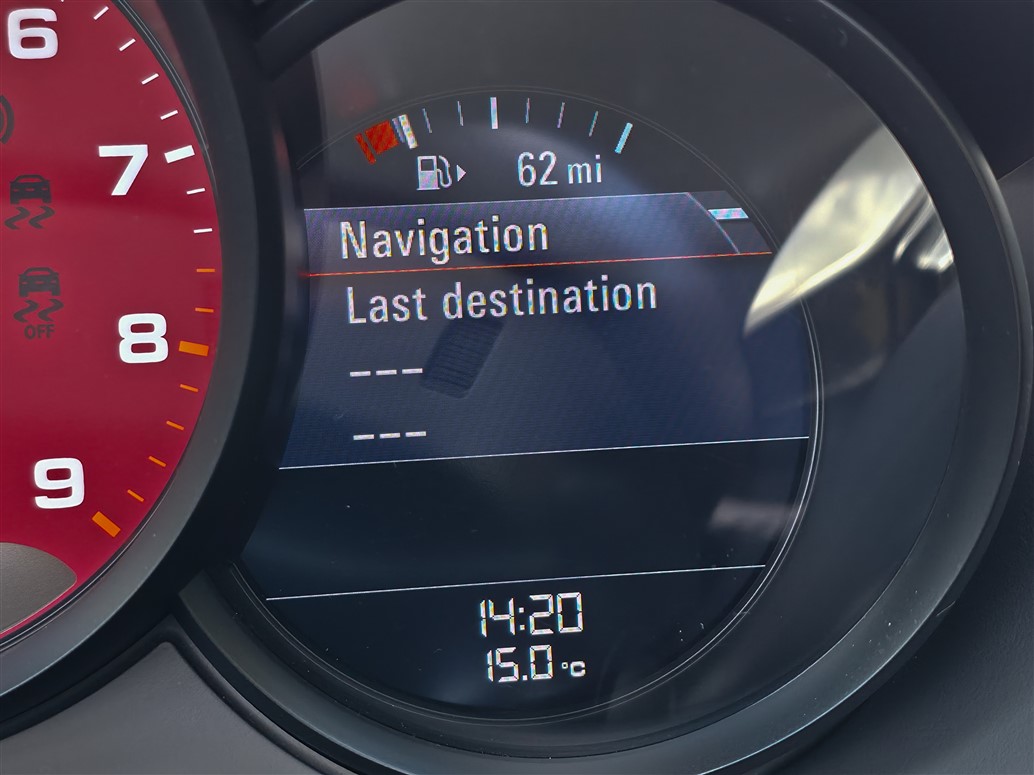 6
7
8
9
OFF
62 mi
Navigation
Last destination
---
---
14:20
15.0 °C